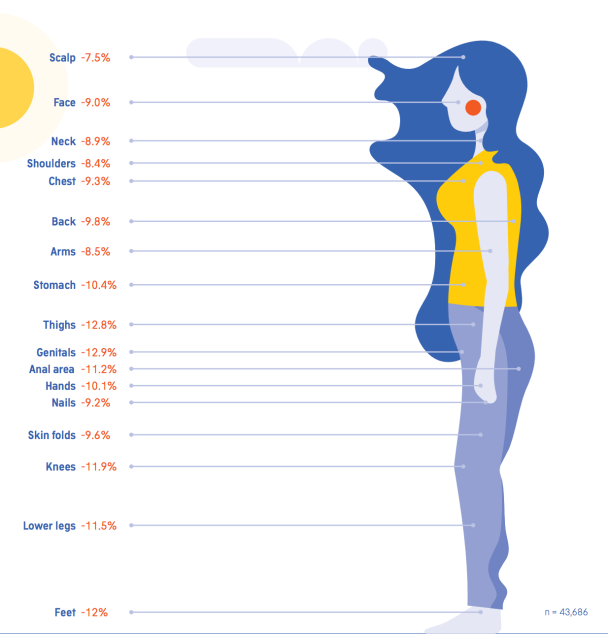 Scalp -7.5%
Face -9.0%
Neck -8.9%
Shoulders -8.4%
Chest -9.3%
Back -9.8%
Arms -8.5%
Stomach -10.4%
Thighs -12.8%
Genitals -12.9%
Anal area -11.2%
Hands -10.1%
Nails -9.2%
Skin folds -9.6%
Knees -11.9%
Lower legs -11.5%
Feet -12%
n = 43,686